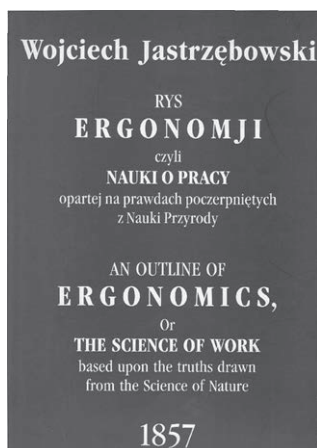 Wojciech Jastrzębowski
RYS
ERGONOMJI
czyli
NAUKI O PRACY
opartej na prawdach poczerpniętych
z Nauki Przyrody
AN OUTLINE OF
ERGONOMICS,
Or
THE SCIENCE OF WORK
based upon the truths drawn
from the Science of Nature
1857